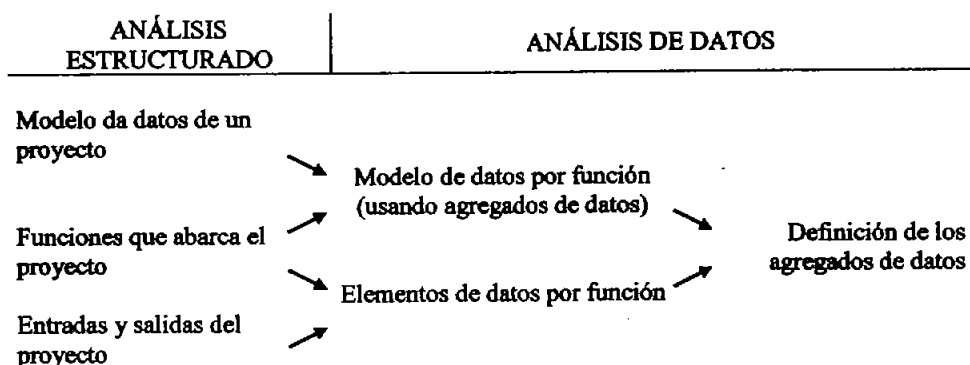 ANÁLISIS
ESTRUCTURADO
ANÁLISIS DE DATOS
Modelo da datos de un
proyecto
Modelo de datos por función
(usando agregados de datos)
Funciones que abarca el
proyecto
Definición de los
agregados de datos
Elementos de datos por función
Entradas y salidas del
proyecto